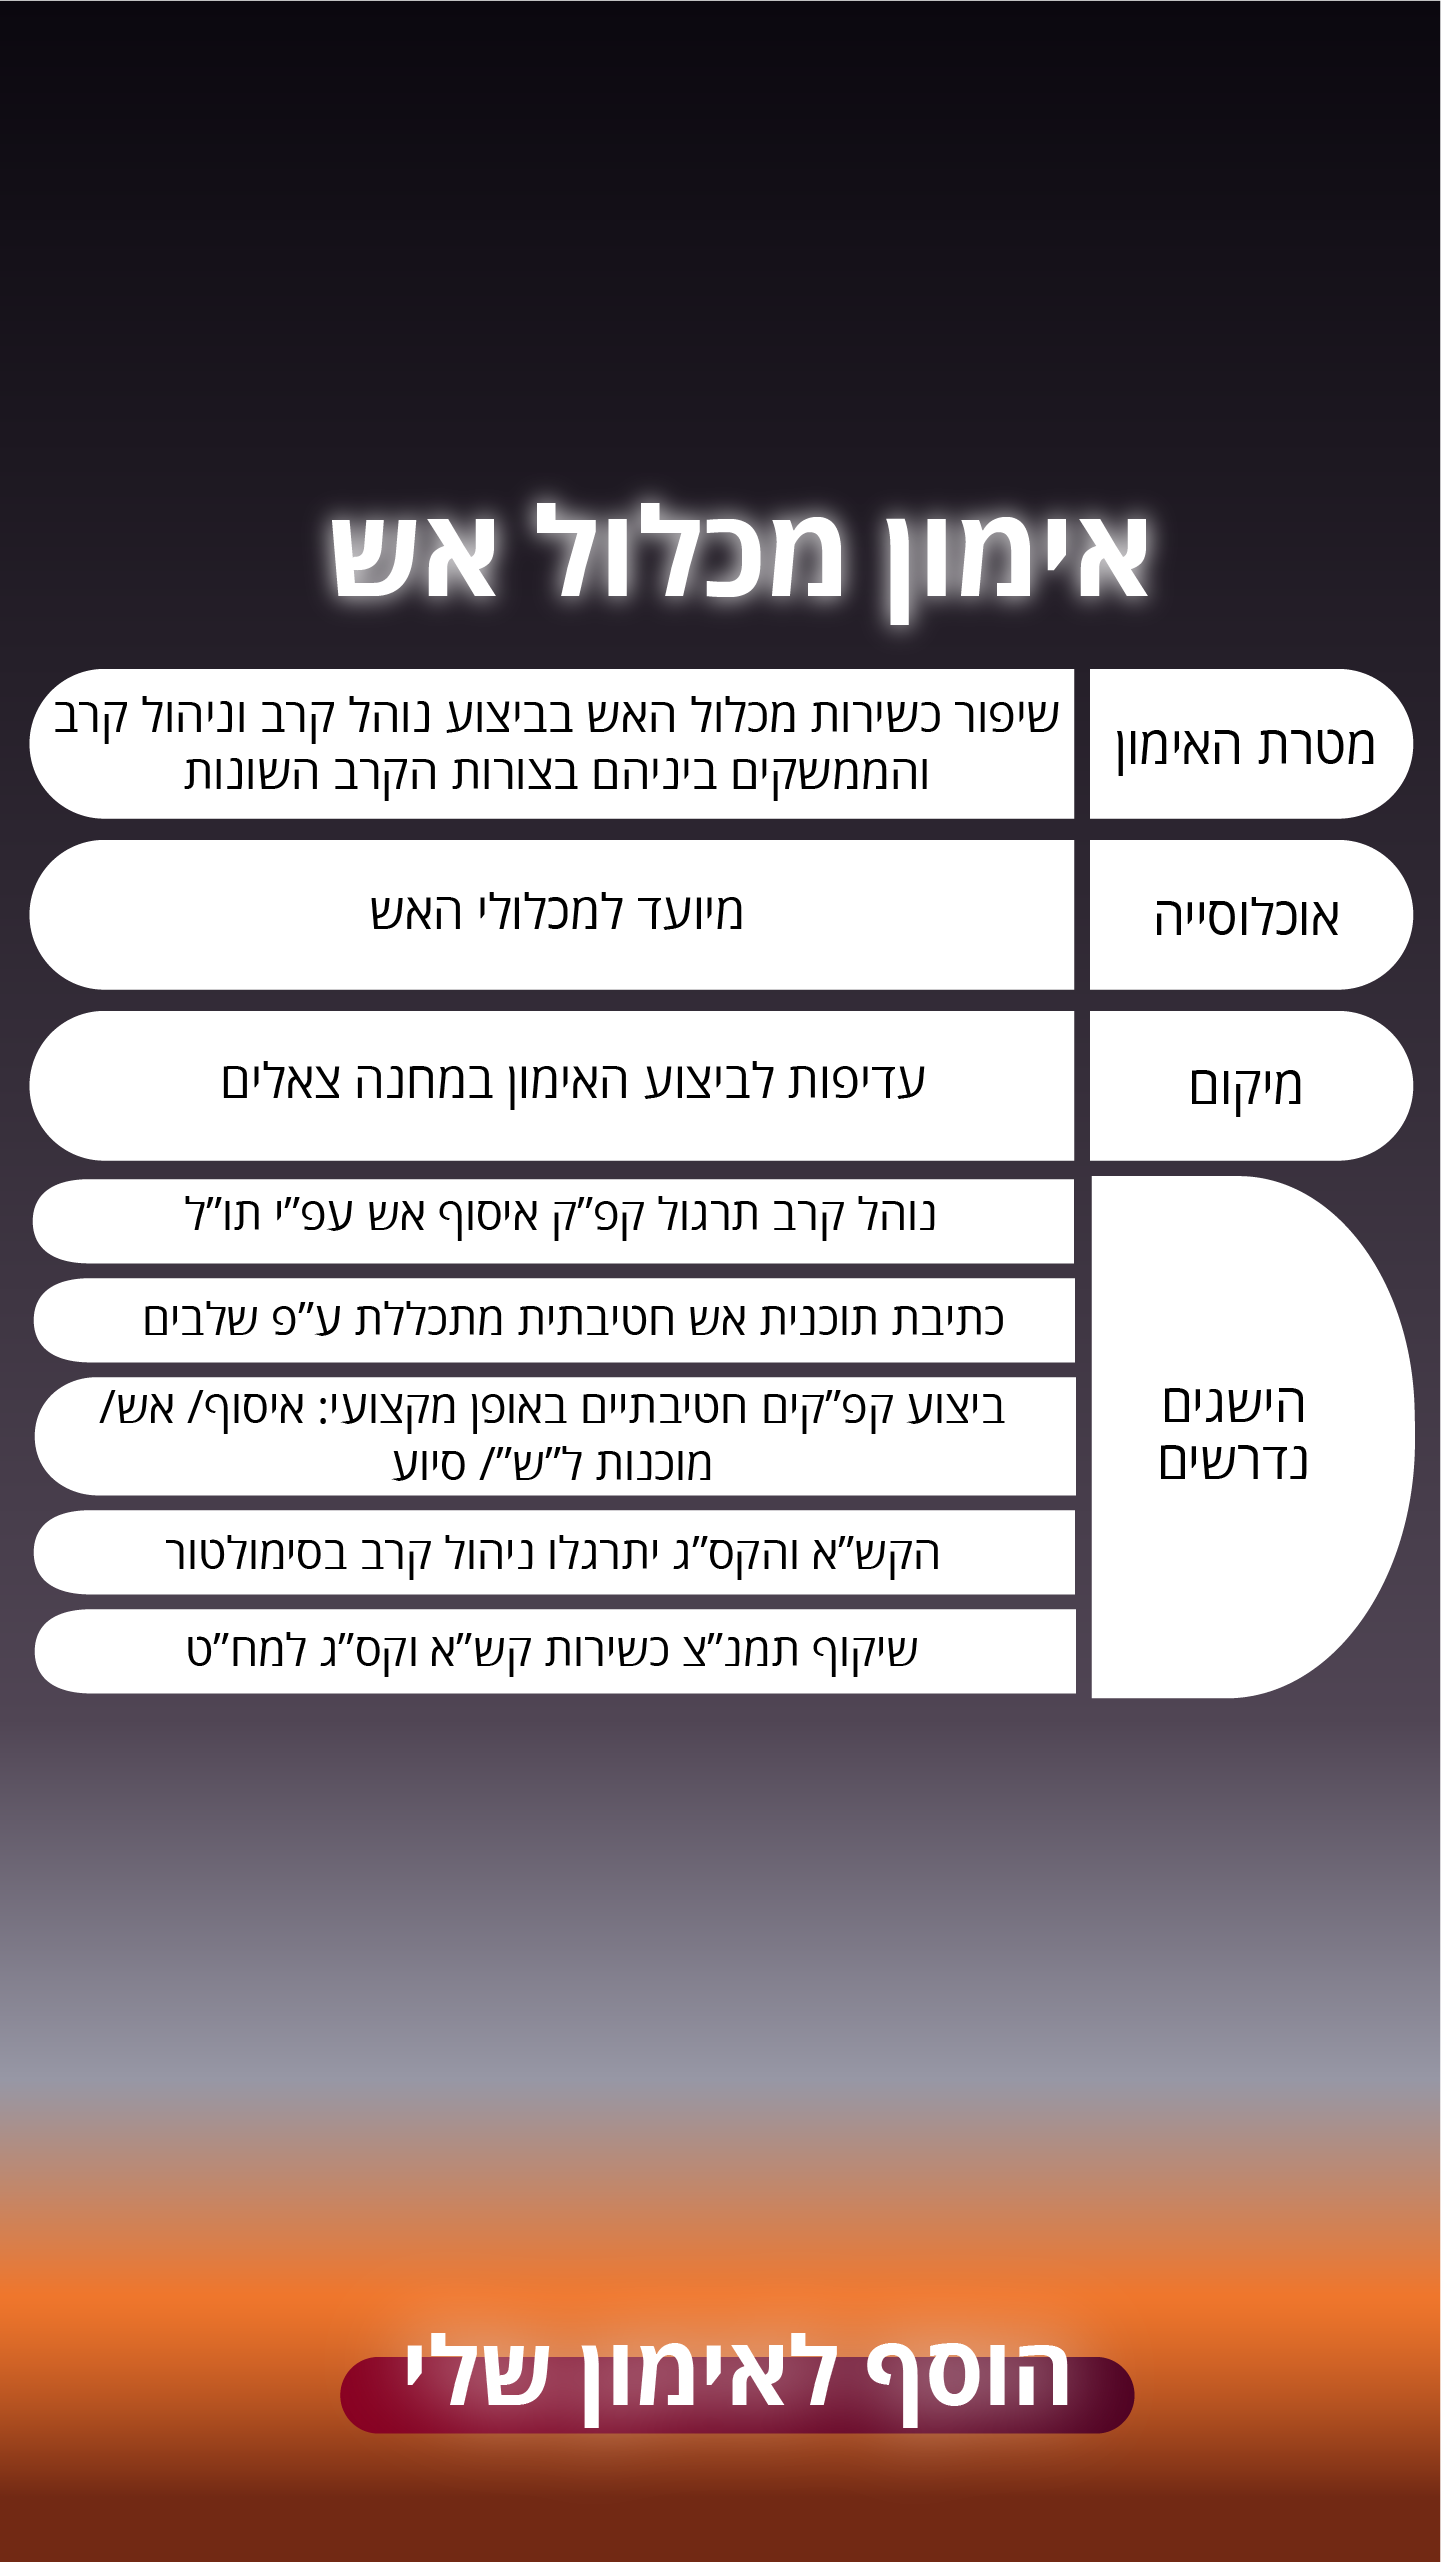 אימון מכלול אש
מטרת האימון
שיפור כשירות מכלול האש בביצוע נוהל קרב וניהול קרב
והממשקים ביניהם בצורות הקרב השונות
אוכלוסייה
מיועד למכלולי האש
מיקום
עדיפות לביצוע האימון במחנה צאלים
הישגים
נדרשים
נוהל קרב תרגול קפ״ק איסוף אש עפ״י תו״ל
כתיבת תוכנית אש חטיבתית מתכללת ע״פ שלבים
ביצוע קפ״קים חטיבתיים באופן מקצועי: איסוף/ אש/
מוכנות ל״ש״/ סיוע
הקש״א והקס״ג יתרגלו ניהול קרב בסימולטור
שיקוף תמנ״צ כשירות קש״א וקס״ג למח״ט
הוסף לאימון שלי